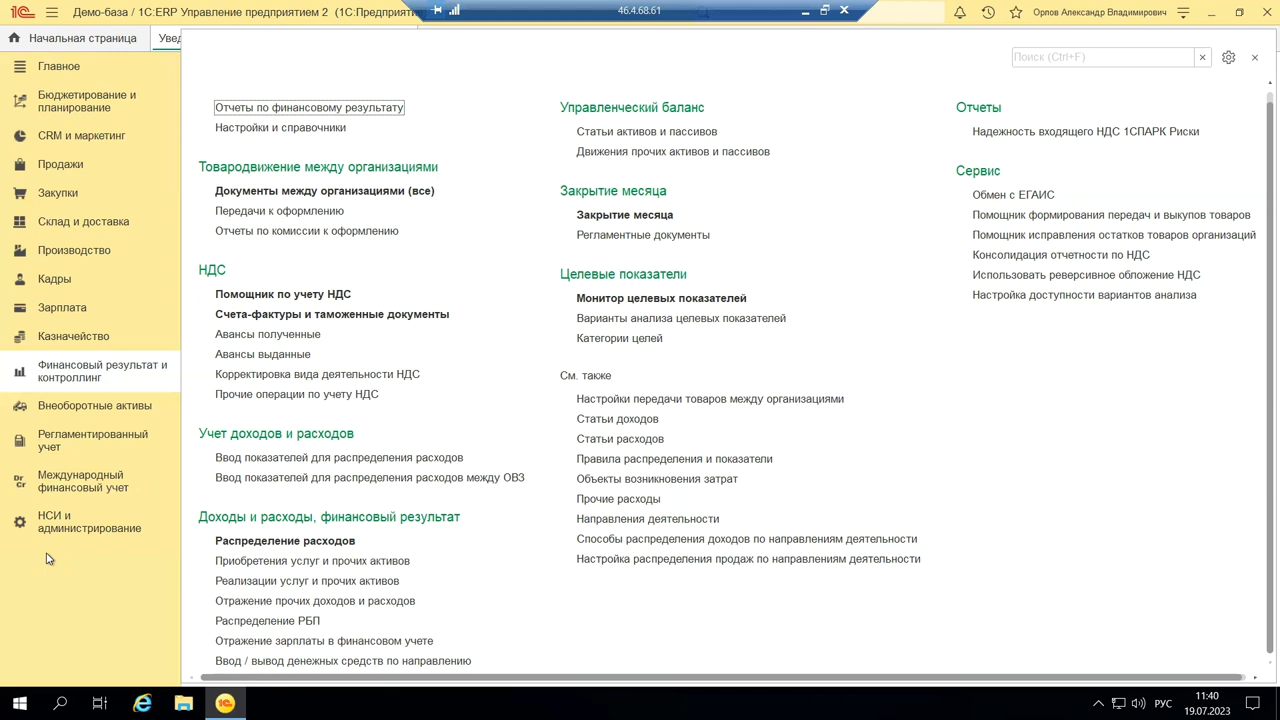 1С Демо-база / 1С:ERP Управление предприятием 2 (1С:Предприяти
46.4.68.61
Орлов Александр Владимирович
Начальная страница
Увед
Поиск (Ctrl+F)
Главное
Бюджетирование и
планирование
CRM и маркетинг
Продажи
Закупки
Склад и доставка
Производство
Кадры
Зарплата
Казначейство
Финансовый результат и
контроллинг
Внеоборотные активы
Регламентированный
учет
Dr
Cr
Международный
финансовый учет
НСИ и
администрирование
Отчеты по финансовому результату
Настройки и справочники
Товародвижение между организациями
Документы между организациями (все)
Передачи к оформлению
Отчеты по комиссии к оформлению
НДС
Помощник по учету НДС
Счета-фактуры и таможенные документы
Авансы полученные
Авансы выданные
Корректировка вида деятельности НДС
Прочие операции по учету НДС
Учет доходов и расходов
Ввод показателей для распределения расходов
Ввод показателей для распределения расходов между ОВЗ
Доходы и расходы, финансовый результат
Распределение расходов
Приобретения услуг и прочих активов
Реализации услуг и прочих активов
Отражение прочих доходов и расходов
Распределение РБП
Отражение зарплаты в финансовом учете
Ввод / вывод денежных средств по направлению
Управленческий баланс
Статьи активов и пассивов
Движения прочих активов и пассивов
Закрытие месяца
Закрытие месяца
Регламентные документы
Целевые показатели
Монитор целевых показателей
Варианты анализа целевых показателей
Категории целей
См. также
Настройки передачи товаров между организациями
Статьи доходов
Статьи расходов
Правила распределения и показатели
Объекты возникновения затрат
Прочие расходы
Направления деятельности
Способы распределения доходов по направлениям деятельности
Настройка распределения продаж по направлениям деятельности
Отчеты
Надежность входящего НДС 1СПАРК Риски
Сервис
Обмен с ЕГАИС
Помощник формирования передач и выкупов товаров
Помощник исправления остатков товаров организаций
Консолидация отчетности по НДС
Использовать реверсивное обложение НДС
Настройка доступности вариантов анализа
1С
РУС
11:40
19.07.2023